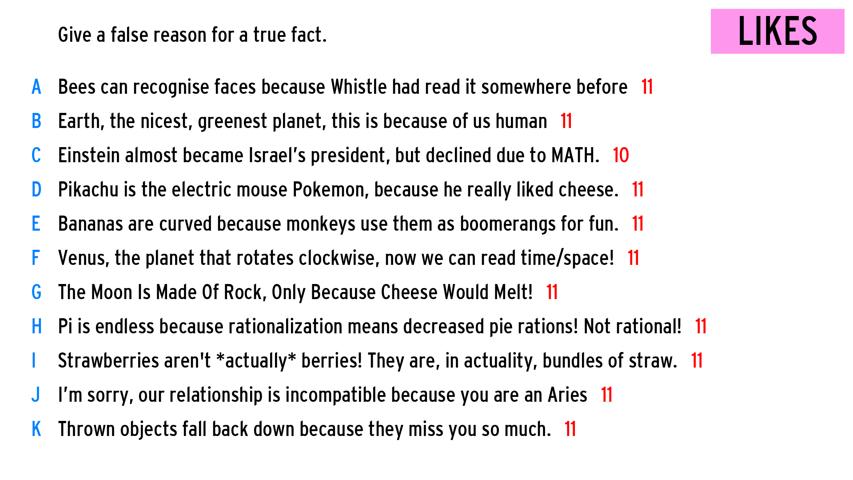 Give a false reason for a true fact.
LIKES
A Bees can recognise faces because Whistle had read it somewhere before 11
B Earth, the nicest, greenest planet, this is because of us human 11
C Einstein almost became Israel's president, but declined due to MATH. 10
D Pikachu is the electric mouse Pokemon, because he really liked cheese. 11
E Bananas are curved because monkeys use them as boomerangs for fun. 11
F Venus, the planet that rotates clockwise, now we can read time/space! 11
G The Moon Is Made Of Rock, Only Because Cheese Would Melt! 11
H Pi is endless because rationalization means decreased pie rations! Not rational! 11
I Strawberries aren't *actually* berries! They are, in actuality, bundles of straw. 11
J I'm sorry, our relationship is incompatible because you are an Aries 11
K Thrown objects fall back down because they miss you so much. 11